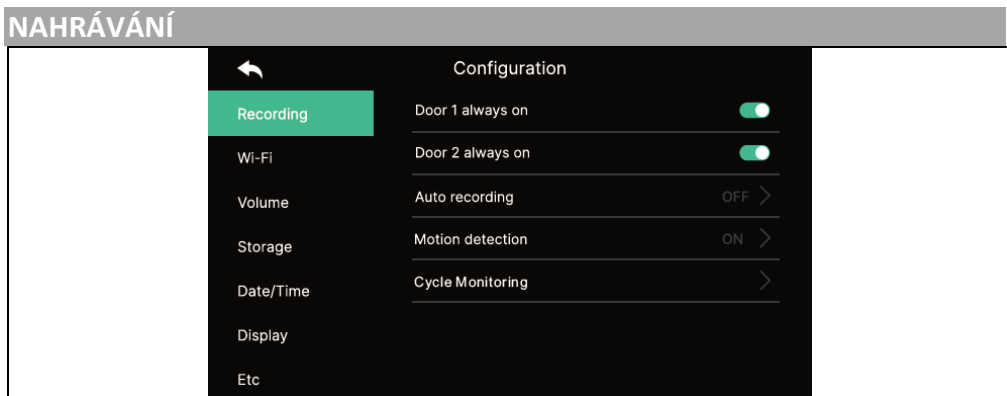 NAHRÁVÁNÍ
Configuration
Recording
Door 1 always on
Wi-Fi
Door 2 always on
Volume
Auto recording OFF
Storage
Motion detection ON
Date/Time
Cycle Monitoring
Display
Etc